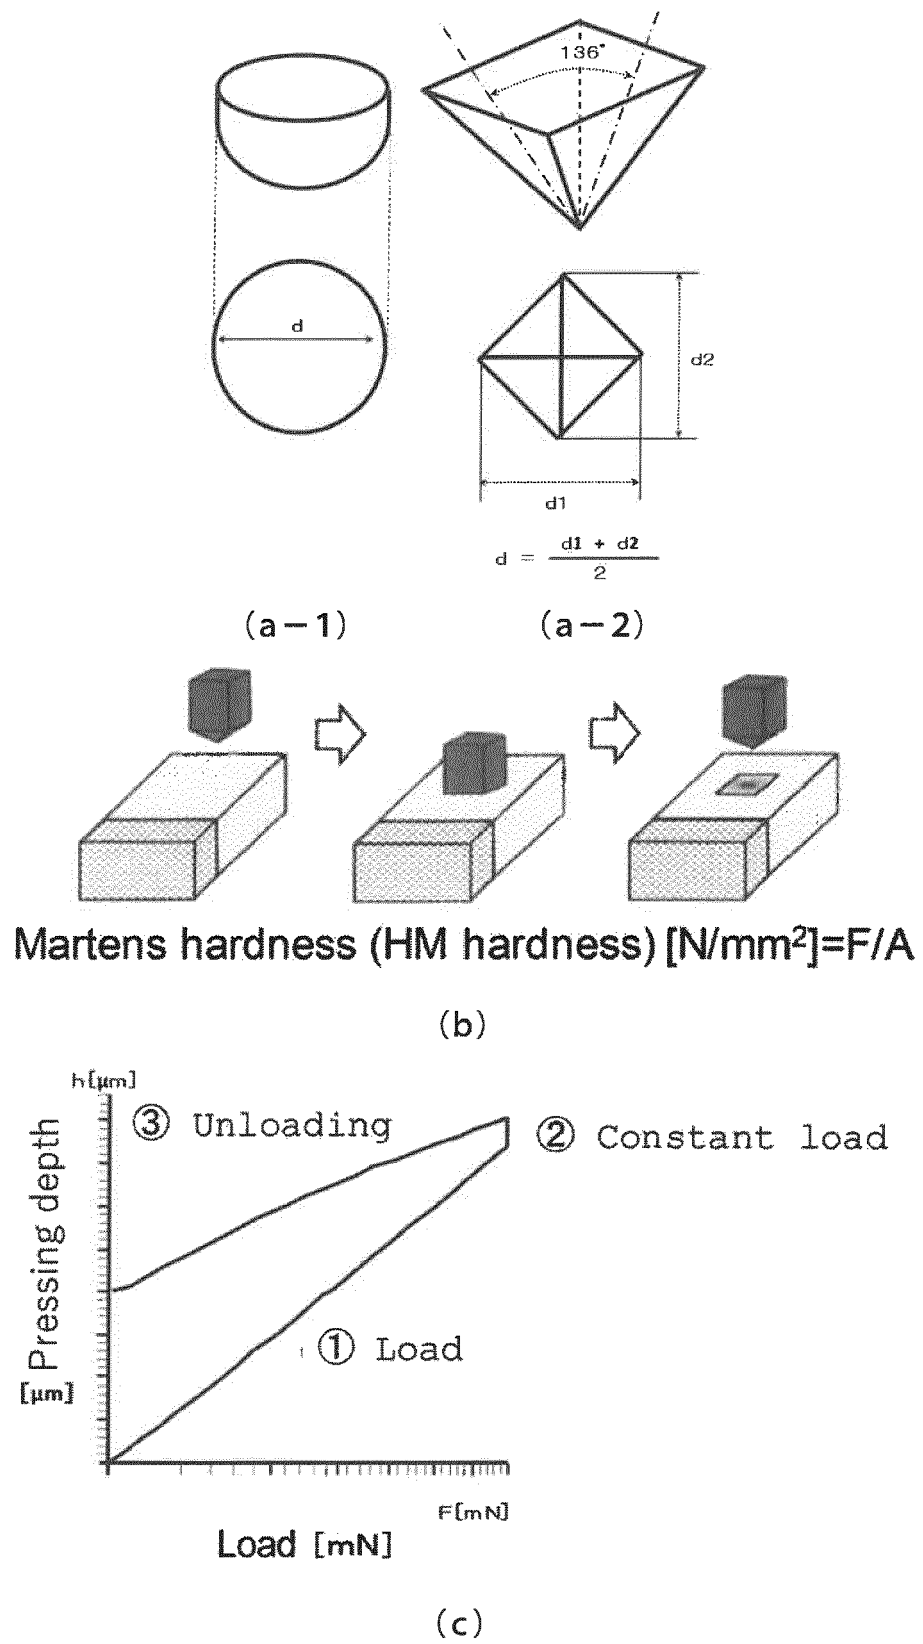 136°
d
d2
d1
d = d1 + d2 / 2
(a-1)
(a-2)
Martens hardness (HM hardness) [N/mm²]=F/A
(b)
h[μm]
③ Unloading
② Constant load
Pressing depth
[μm]
① Load
F[mN]
Load [mN]
(c)